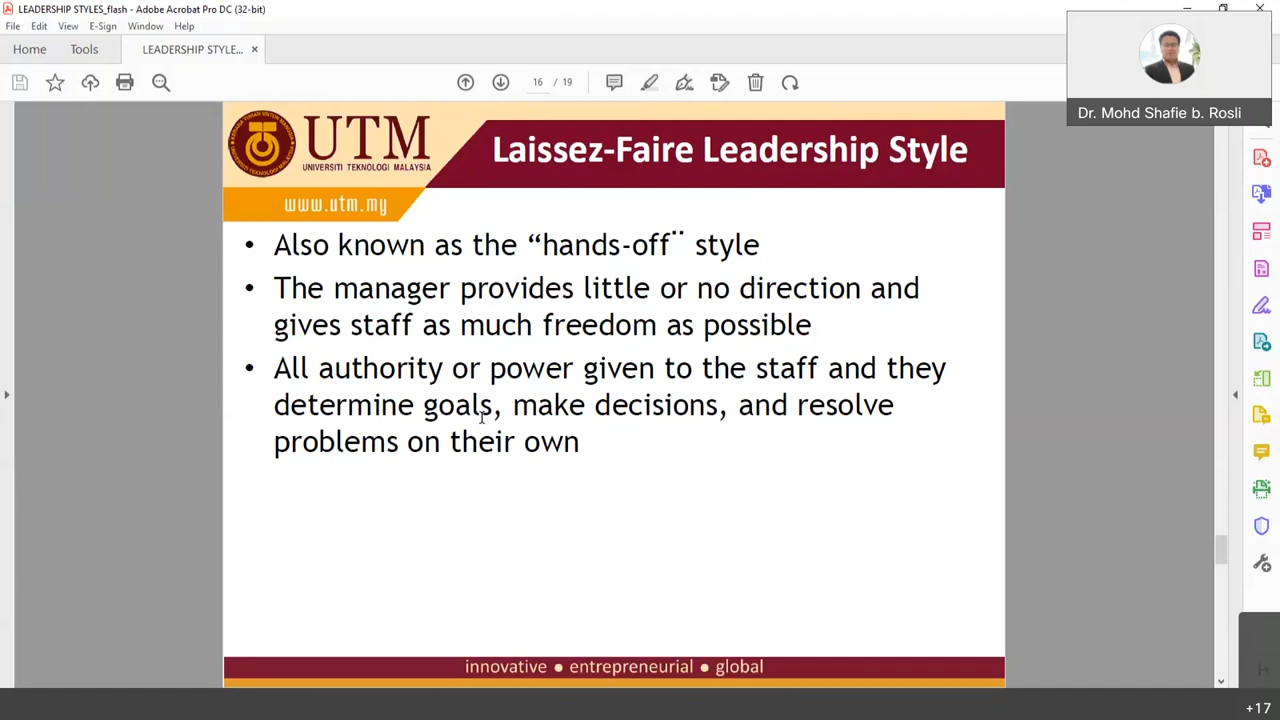 LEADERSHIP STYLES_flash - Adobe Acrobat Pro DC (32-bit)
File Edit View E-Sign Window Help
Home Tools LEADERSHIP STYLE... ×
16 / 19
Dr. Mohd Shafie b. Rosli
UTM
UNIVERSITI TEKNOLOGI MALAYSIA
Laissez-Faire Leadership Style
www.utm.my
• Also known as the “hands-off¨ style
• The manager provides little or no direction and
gives staff as much freedom as possible
• All authority or power given to the staff and they
determine goals, make decisions, and resolve
problems on their own
innovative ● entrepreneurial ● global
+17